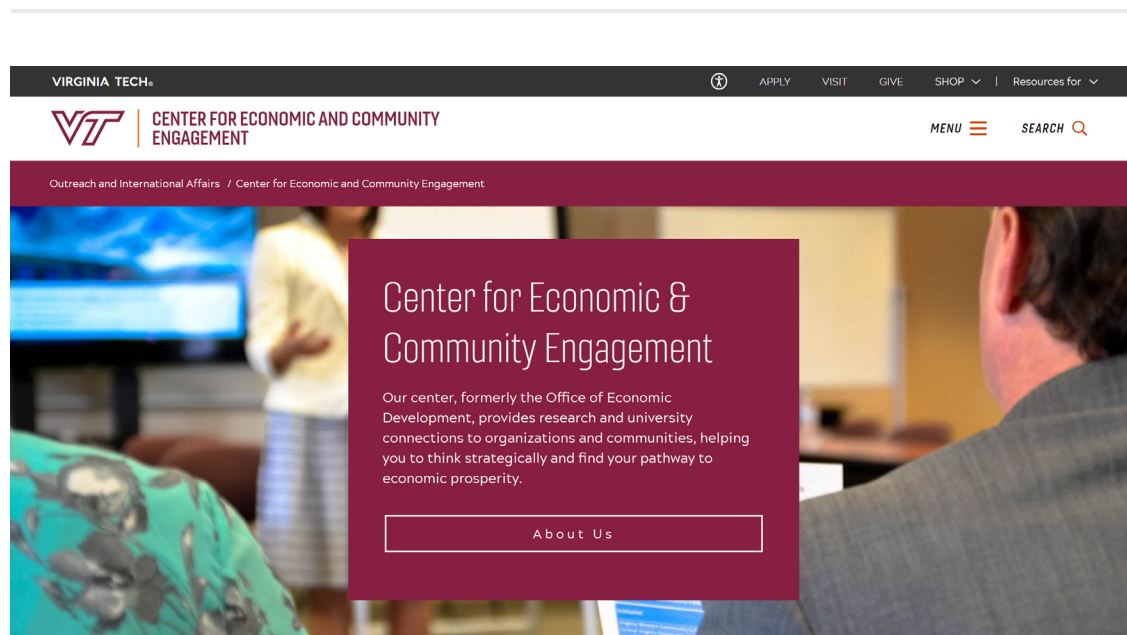 VIRGINIA TECH®
APPLY VISIT GIVE SHOP | Resources for
VT
CENTER FOR ECONOMIC AND COMMUNITY
ENGAGEMENT
MENU SEARCH
Outreach and International Affairs / Center for Economic and Community Engagement
Center for Economic &
Community Engagement
Our center, formerly the Office of Economic
Development, provides research and university
connections to organizations and communities, helping
you to think strategically and find your pathway to
economic prosperity.
About Us